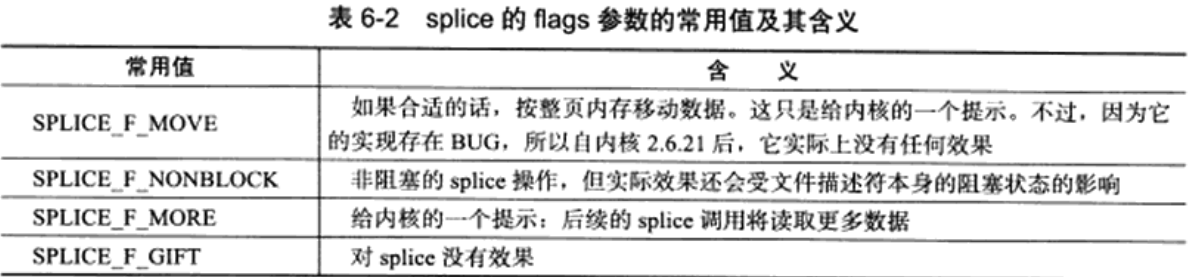 表 6-2 splice 的 flags 参数的常用值及其含义
常用值 含 义
SPLICE_F_MOVE 如果合适的话，按整页内存移动数据。这只是给内核的一个提示。不过，因为它
的实现存在 BUG，所以自内核 2.6.21 后，它实际上没有任何效果
SPLICE_F_NONBLOCK 非阻塞的 splice 操作，但实际效果还会受文件描述符本身的阻塞状态的影响
SPLICE_F_MORE 给内核的一个提示：后续的 splice 调用将读取更多数据
SPLICE_F_GIFT 对 splice 没有效果